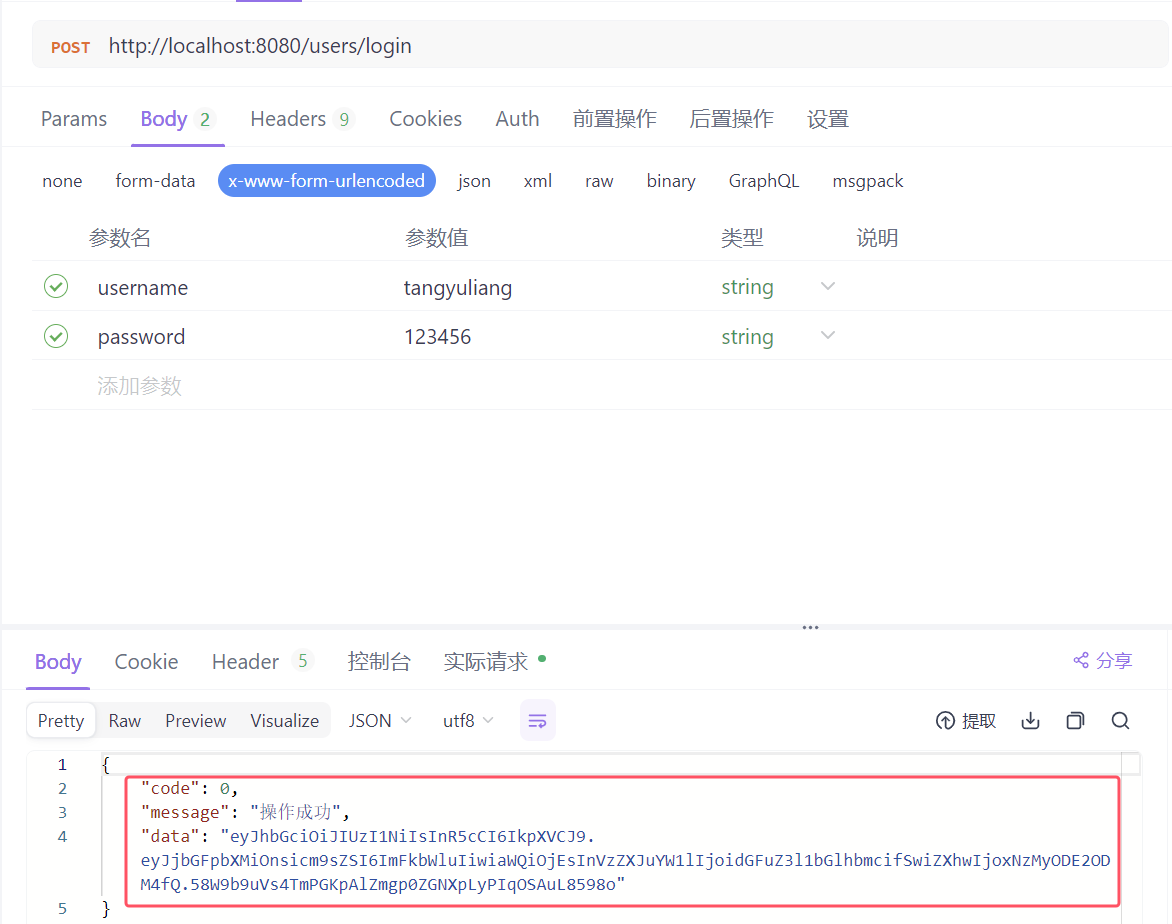 POST http://localhost:8080/users/login
Params Body 2 Headers 9 Cookies Auth 前置操作 后置操作 设置
none form-data x-www-form-urlencoded json xml raw binary GraphQL msgpack
参数名 参数值 类型 说明
username tangyuliang string
password 123456 string
添加参数
Body Cookie Header 5 控制台 实际请求 分享
Pretty Raw Preview Visualize JSON utf8 提取
1 {
2 "code": 0,
3 "message": "操作成功",
4 "data": "eyJhbGciOiJIUzI1NiIsInR5cCI6IkpXVCJ9.
eyJjbGFpbXMiOnsicm9sZSI6ImFkbWluIiwiaWQiOjEsInVzZXJuYW1lIjoidGFuZ3l1bGlhbmcifSwiZXhwIjoxNzMyODE2OD
M4fQ.58W9b9uVs4TmPGKpAlZmgp0ZGNXpLyPIqOSAuL8598o"
5 }